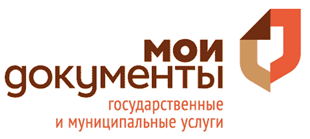 мои
документы
государственные
и муниципальные услуги